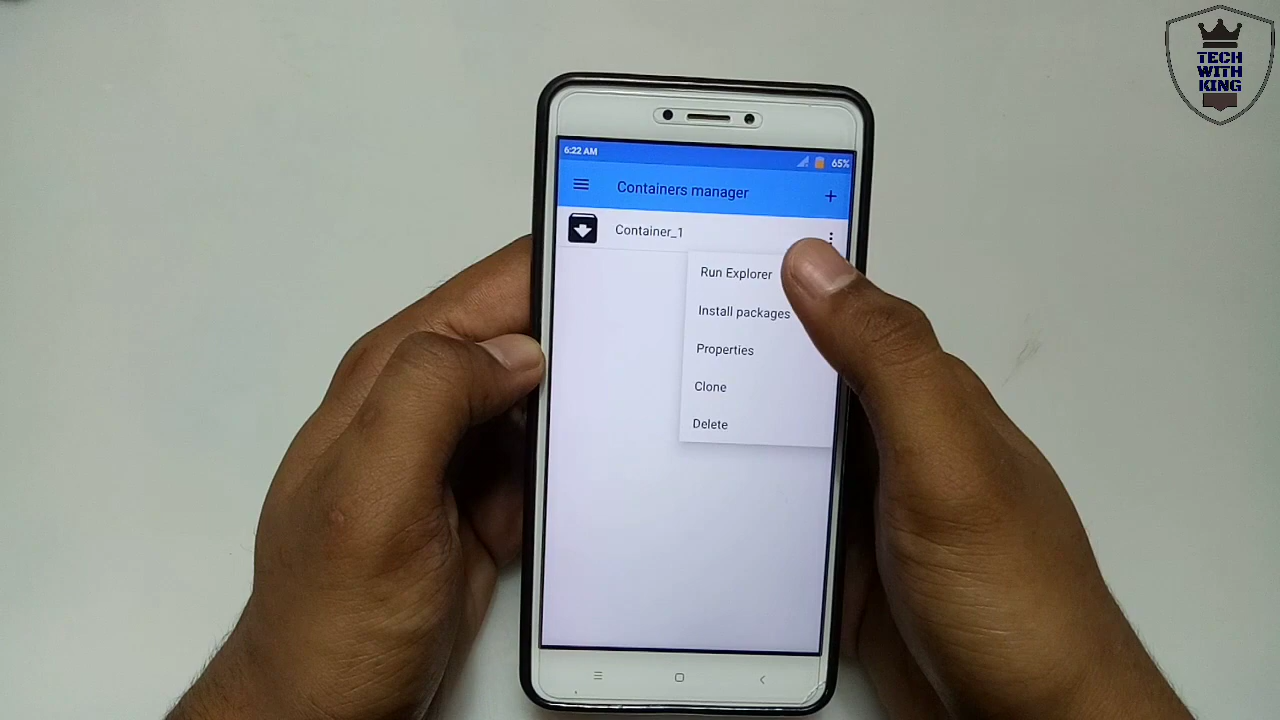 TECH
WITH
KING
6:22 AM
65%
Containers manager
Container_1
Run Explorer
Install packages
Properties
Clone
Delete